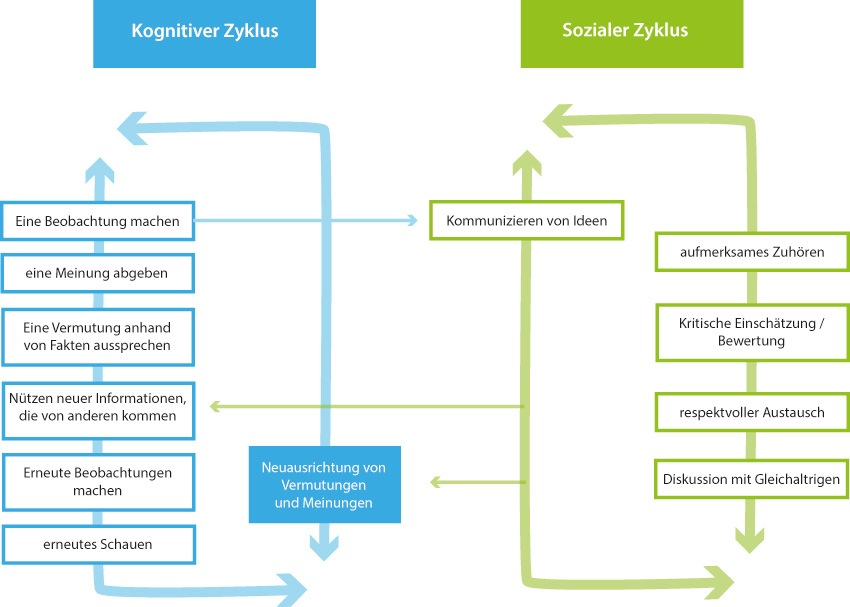 Kognitiver Zyklus
Sozialer Zyklus
Eine Beobachtung machen
eine Meinung abgeben
Eine Vermutung anhand
von Fakten aussprechen
Nützen neuer Informationen,
die von anderen kommen
Erneute Beobachtungen
machen
erneutes Schauen
Neuausrichtung von
Vermutungen
und Meinungen
Kommunizieren von Ideen
aufmerksames Zuhören
Kritische Einschätzung /
Bewertung
respektvoller Austausch
Diskussion mit Gleichaltrigen